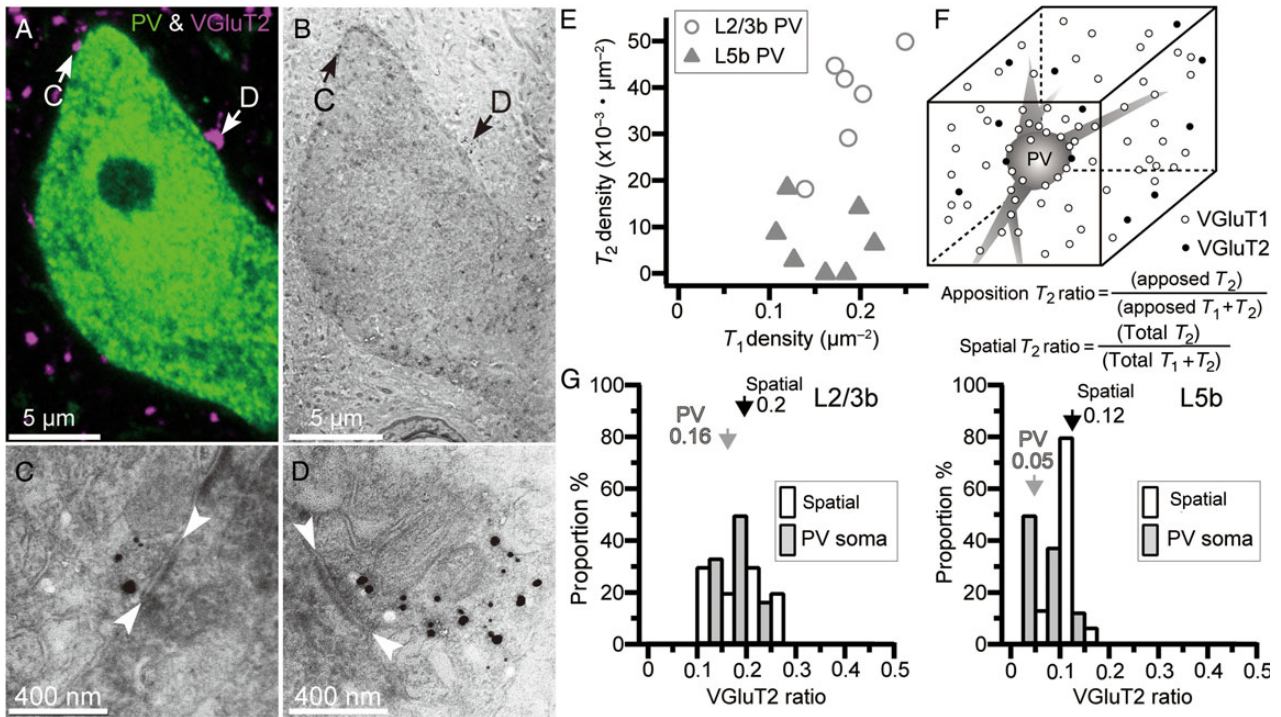 A
PV & VGluT2
C
D
5 μm
B
C
D
5 μm
C
400 nm
D
400 nm
E
L2/3b PV
L5b PV
T2 density (x10⁻³ · μm⁻²)
50
40
30
20
10
0
0
0.1
0.2
T1 density (μm⁻²)
F
PV
VGluT1
VGluT2
Apposition T2 ratio = (apposed T2) / (apposed T1+T2)
Spatial T2 ratio = (Total T2) / (Total T1+T2)
G
L2/3b
Spatial
0.2
PV
0.16
Spatial
PV soma
Proportion %
100
80
60
40
20
0
0 0.1 0.2 0.3 0.4 0.5
VGluT2 ratio
L5b
Spatial
0.12
PV
0.05
Spatial
PV soma
Proportion %
100
80
60
40
20
0
0 0.1 0.2 0.3 0.4 0.5
VGluT2 ratio